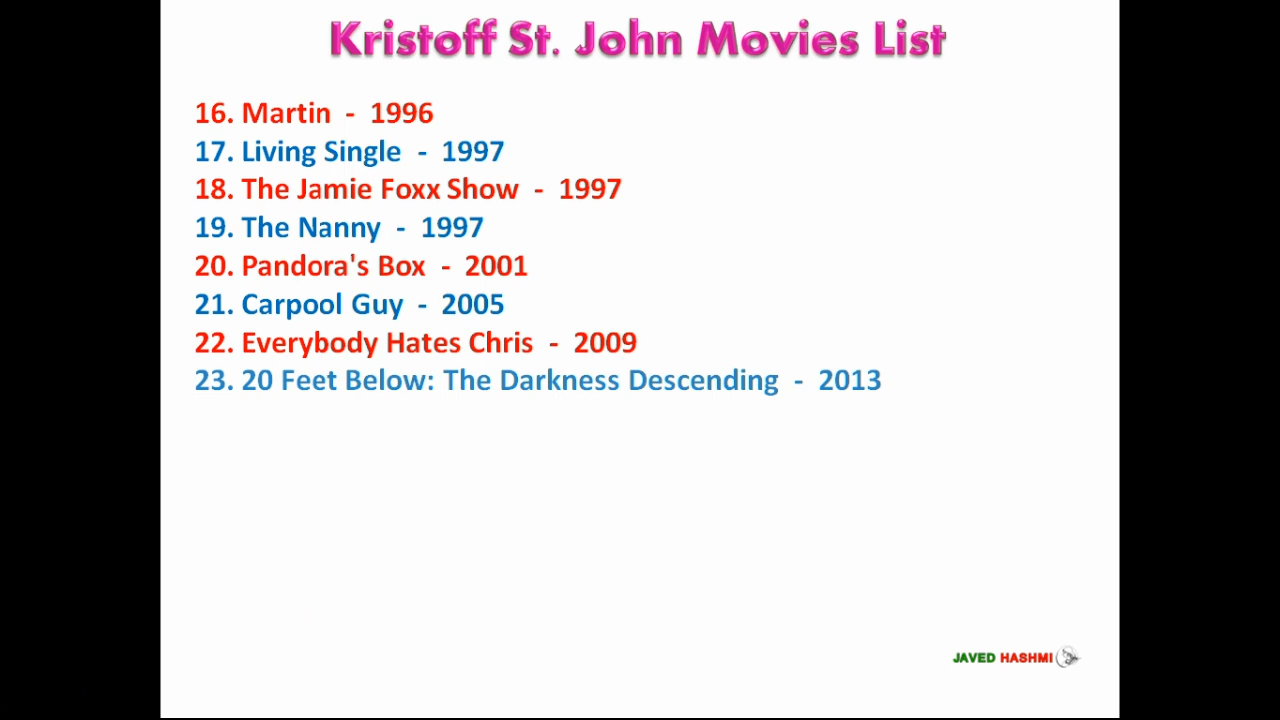 Kristoff St. John Movies List
16. Martin - 1996
17. Living Single - 1997
18. The Jamie Foxx Show - 1997
19. The Nanny - 1997
20. Pandora's Box - 2001
21. Carpool Guy - 2005
22. Everybody Hates Chris - 2009
23. 20 Feet Below: The Darkness Descending - 2013
JAVED HASHMI